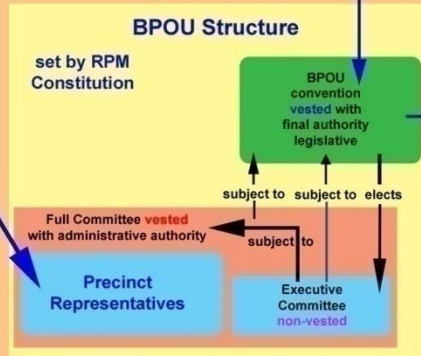 BPOU Structure
set by RPM
Constitution
BPOU
convention
vested with
final authority
legislative
subject to
subject to
elects
Full Committee vested
with administrative authority
subject to
Precinct
Representatives
Executive
Committee
non-vested